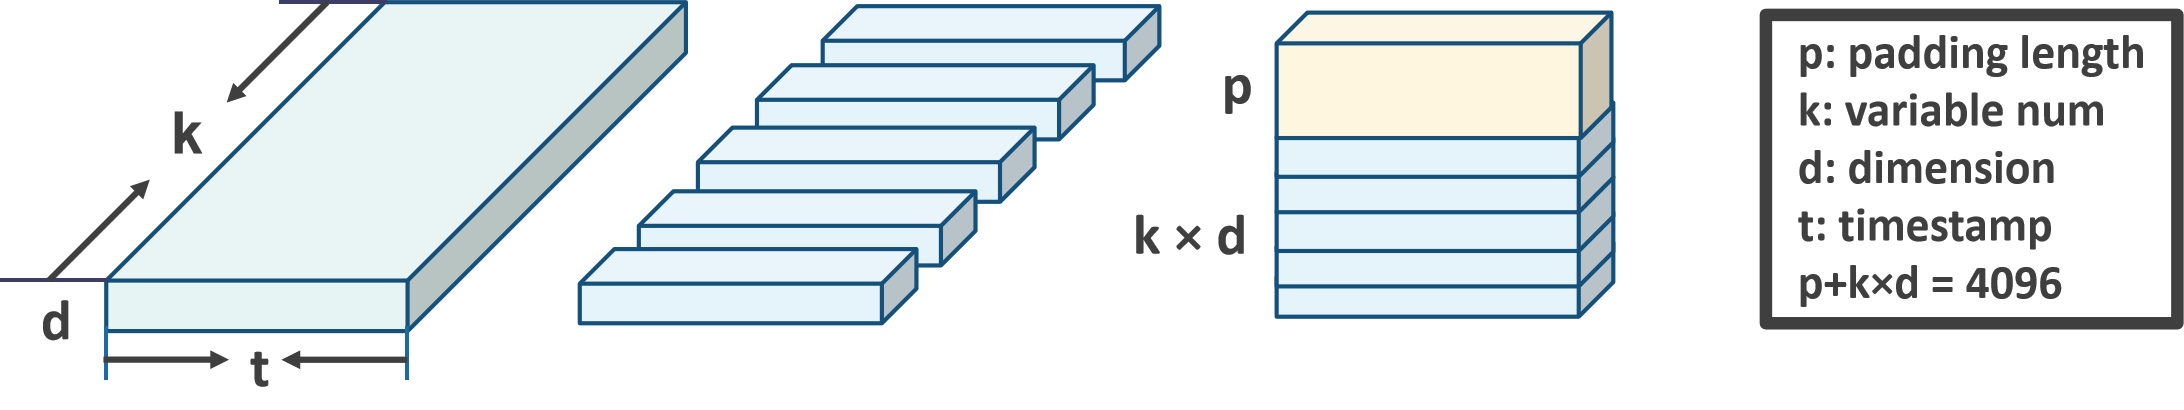 k
d
t
p
k × d
p: padding length
k: variable num
d: dimension
t: timestamp
p+k×d = 4096